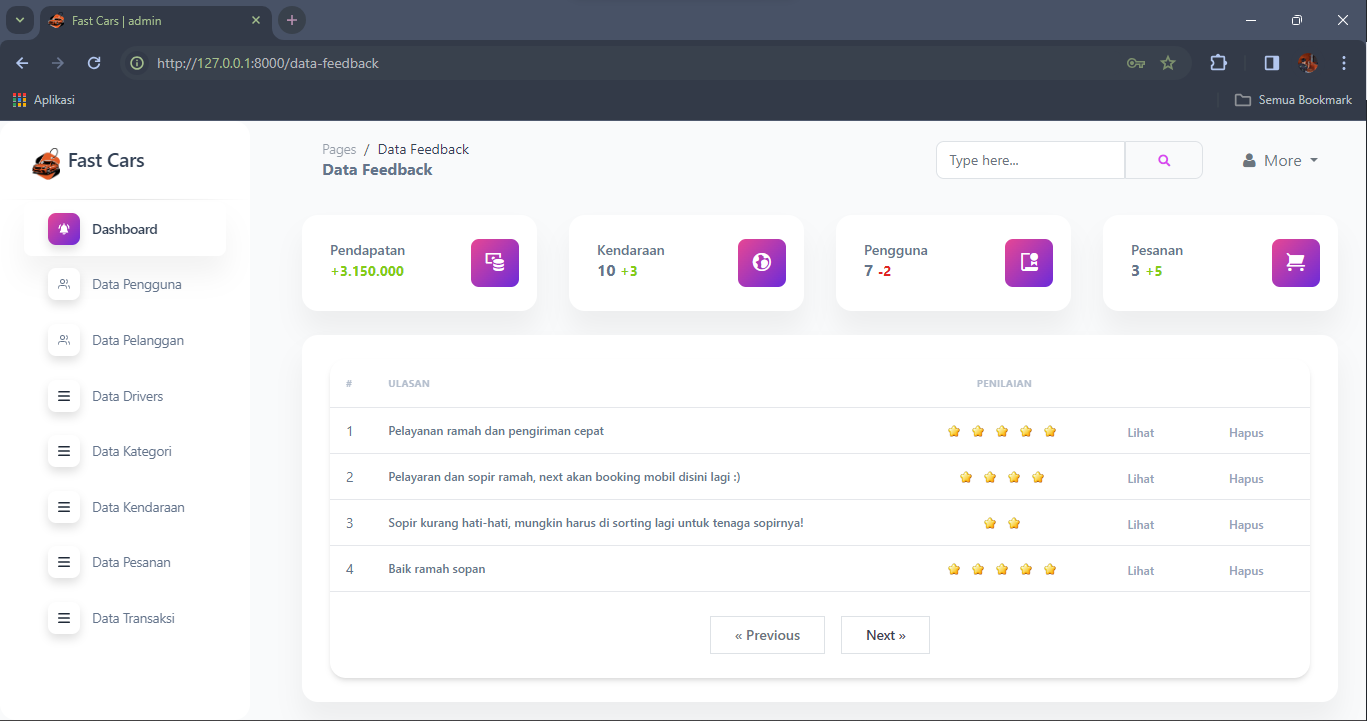 Fast Cars | admin
http://127.0.0.1:8000/data-feedback
Aplikasi
Semua Bookmark
Fast Cars
Dashboard
Data Pengguna
Data Pelanggan
Data Drivers
Data Kategori
Data Kendaraan
Data Pesanan
Data Transaksi
Pages / Data Feedback
Data Feedback
Type here...
More
Pendapatan
+3.150.000
Kendaraan
10 +3
Pengguna
7 -2
Pesanan
3 +5
# ULASAN PENILAIAN
1 Pelayanan ramah dan pengiriman cepat Lihat Hapus
2 Pelayaran dan sopir ramah, next akan booking mobil disini lagi :) Lihat Hapus
3 Sopir kurang hati-hati, mungkin harus di sorting lagi untuk tenaga sopirnya! Lihat Hapus
4 Baik ramah sopan Lihat Hapus
« Previous Next »